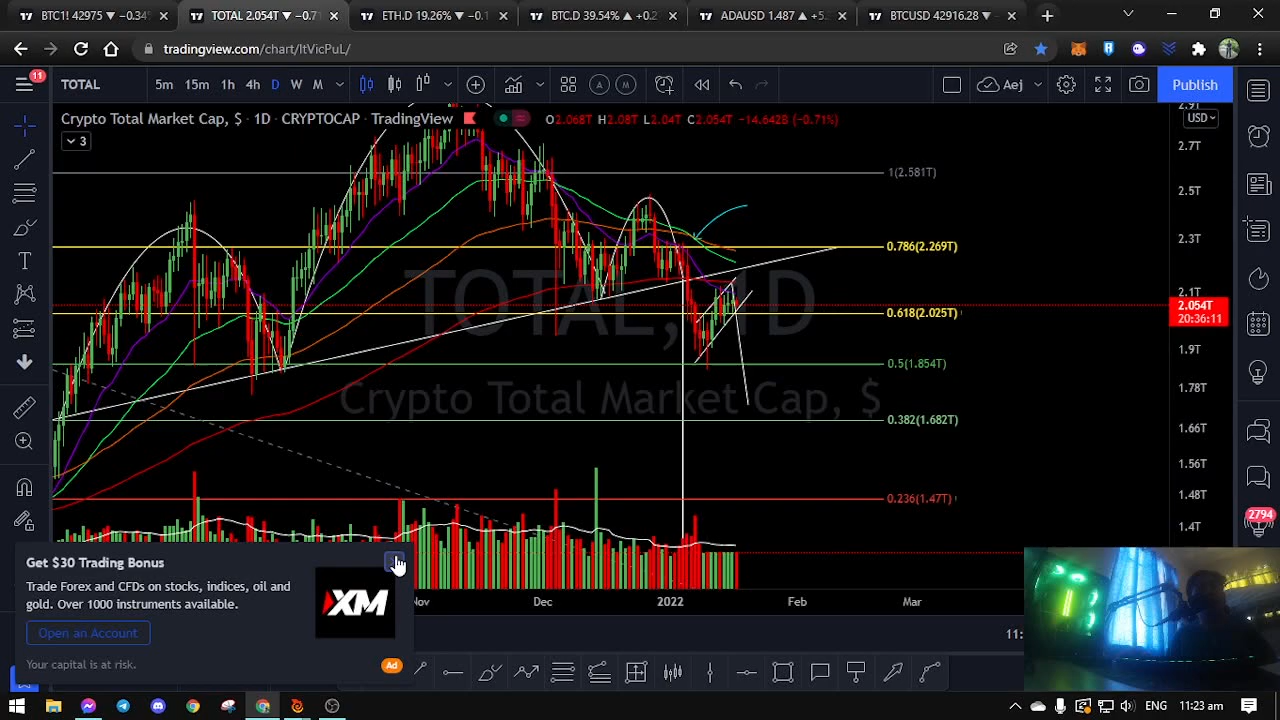 BTC1! 42975 ▼ −0.34
TOTAL 2.054T ▼ −0.71
ETH.D 19.26% ▼ −0.1
BTC.D 39.54% ▲ +0.2
ADAUSD 1.487 ▲ +5.
BTCUSD 42916.28 ▼
tradingview.com/chart/ItVicPuL/
11
TOTAL
5m 15m 1h 4h D W M
A M
Aej
Publish
Crypto Total Market Cap, $ · 1D · CRYPTOCAP · TradingView
O2.068T H2.08T L2.04T C2.054T −14.642B (−0.71%)
USD
3
2.9T
2.7T
1(2.581T)
2.5T
2.3T
0.786(2.269T)
2.1T
TOTAL, 1D
2.054T
20:36:11
0.618(2.025T)
1.9T
0.5(1.854T)
1.78T
Crypto Total Market Cap, $
0.382(1.682T)
1.66T
1.56T
0.236(1.47T)
1.48T
1.4T
2794
Get $30 Trading Bonus
Trade Forex and CFDs on stocks, indices, oil and
gold. Over 1000 instruments available.
XM
Open an Account
Your capital is at risk.
Ad
Nov Dec 2022 Feb Mar
11:
T
ENG 11:23 am